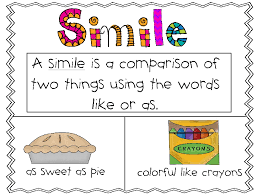 Simile
A simile is a comparison of
two things using the words
like or as.
as sweet as pie
CRAYONS
colorful like crayons